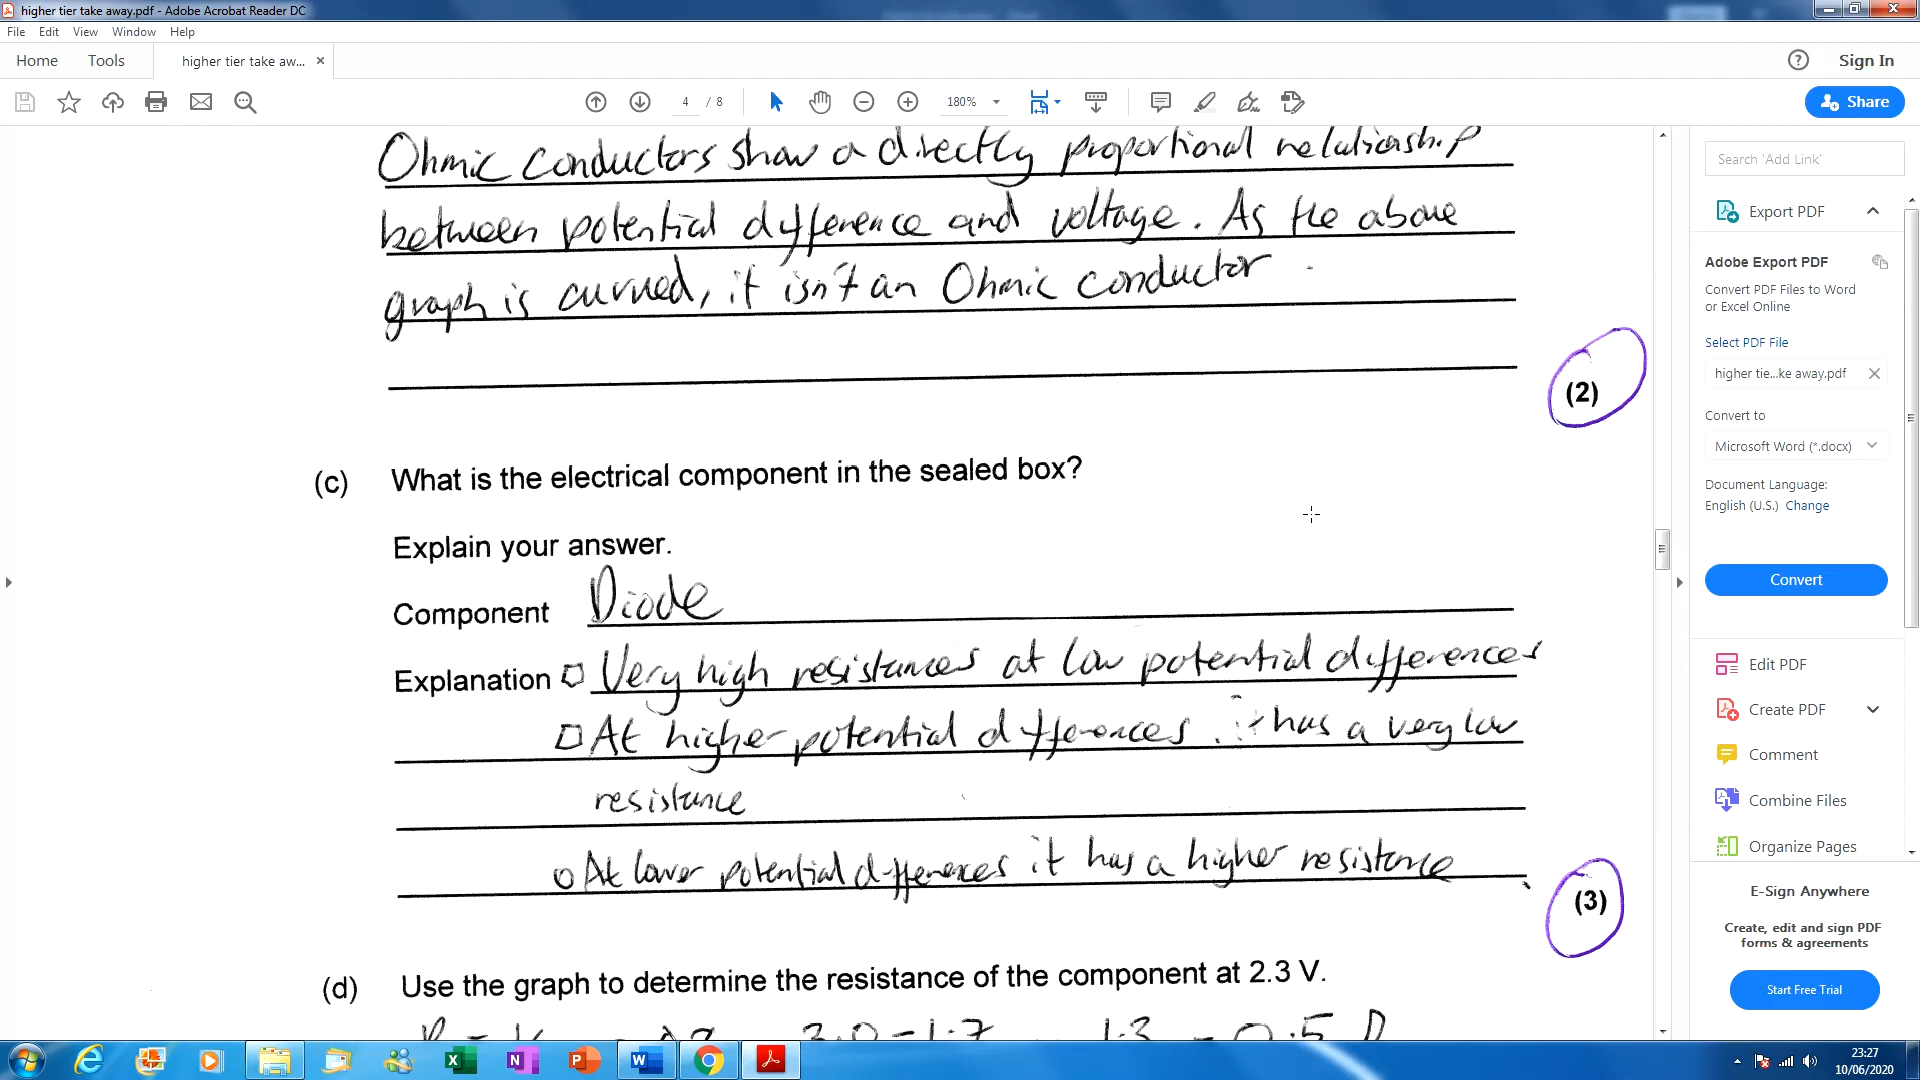 higher tier take away.pdf - Adobe Acrobat Reader DC
File Edit View Window Help
Home Tools higher tier take aw... × Sign In
4 / 8 180% Share
Ohmic conductors show a directly proportional relationship
between potential difference and voltage. As the above
graph is curved, it isn't an Ohmic conductor.
(2)
(c) What is the electrical component in the sealed box?
Explain your answer.
Component Diode
Explanation Very high resistances at low potential differences
At higher potential differences it has a very low
resistance
At lower potential differences it has a higher resistance
(3)
(d) Use the graph to determine the resistance of the component at 2.3 V.
Search 'Add Link'
Export PDF
Adobe Export PDF
Convert PDF Files to Word
or Excel Online
Select PDF File
higher tie...ke away.pdf
Convert to
Microsoft Word (*.docx)
Document Language:
English (U.S.) Change
Convert
Edit PDF
Create PDF
Comment
Combine Files
Organize Pages
E-Sign Anywhere
Create, edit and sign PDF
forms & agreements
Start Free Trial
23:27
10/06/2020